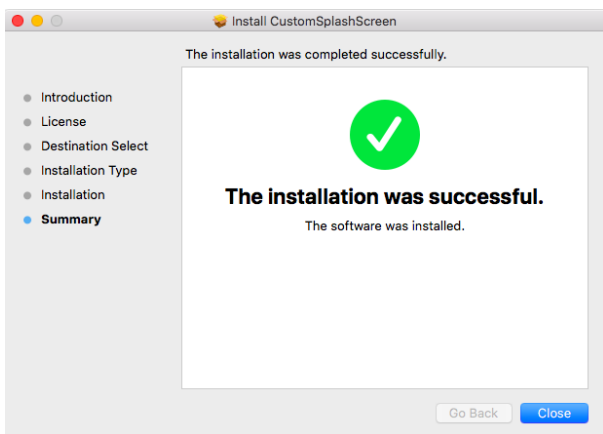 Install CustomSplashScreen
The installation was completed successfully.
Introduction
License
Destination Select
Installation Type
Installation
Summary
The installation was successful.
The software was installed.
Go Back
Close